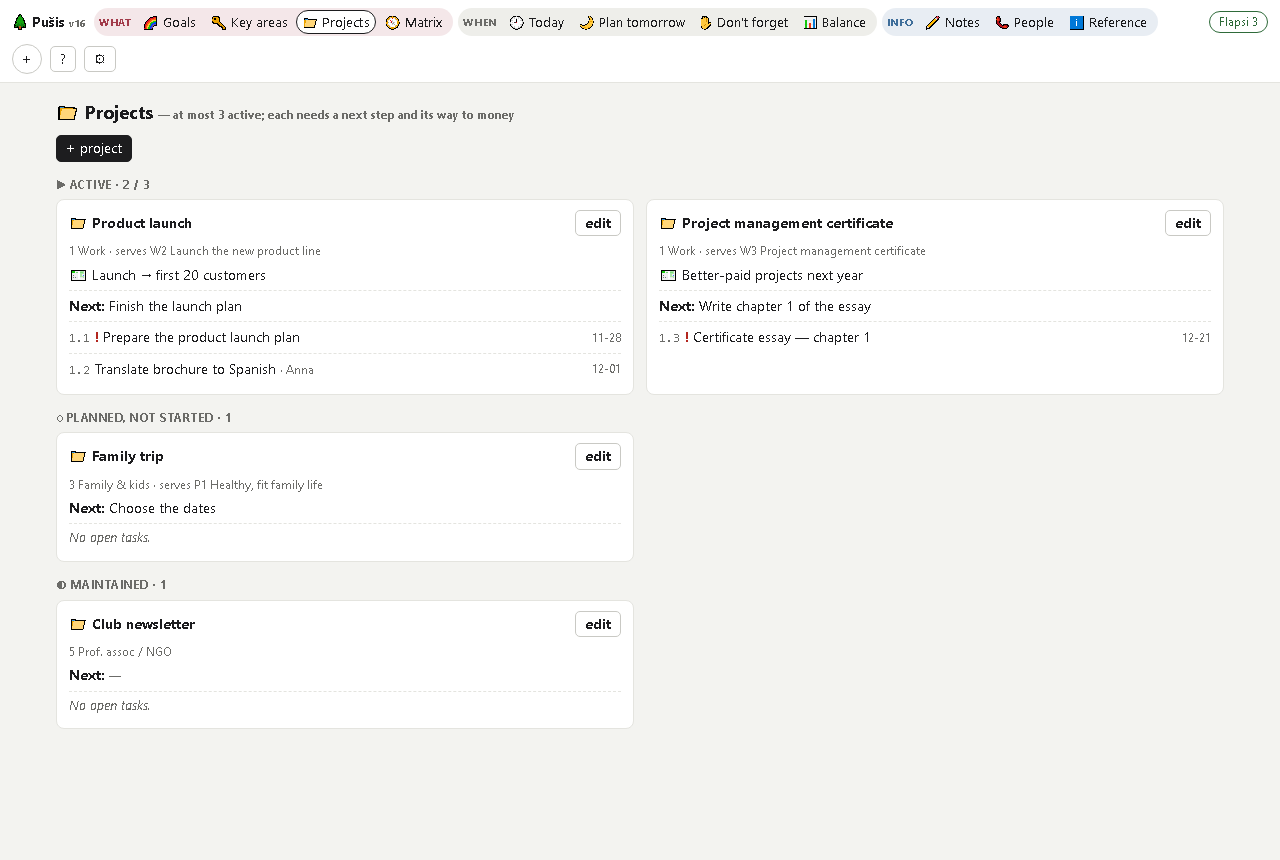 Pušis v16 WHAT Goals Key areas Projects Matrix WHEN Today Plan tomorrow Don't forget Balance INFO Notes People Reference Flapsi 3
+ ?
Projects — at most 3 active; each needs a next step and its way to money
+ project
▶ ACTIVE · 2 / 3
Product launch edit
1 Work · serves W2 Launch the new product line
Launch → first 20 customers
Next: Finish the launch plan
1.1 ! Prepare the product launch plan 11-28
1.2 Translate brochure to Spanish · Anna 12-01
Project management certificate edit
1 Work · serves W3 Project management certificate
Better-paid projects next year
Next: Write chapter 1 of the essay
1.3 ! Certificate essay — chapter 1 12-21
○ PLANNED, NOT STARTED · 1
Family trip edit
3 Family & kids · serves P1 Healthy, fit family life
Next: Choose the dates
No open tasks.
◐ MAINTAINED · 1
Club newsletter edit
5 Prof. assoc / NGO
Next: —
No open tasks.